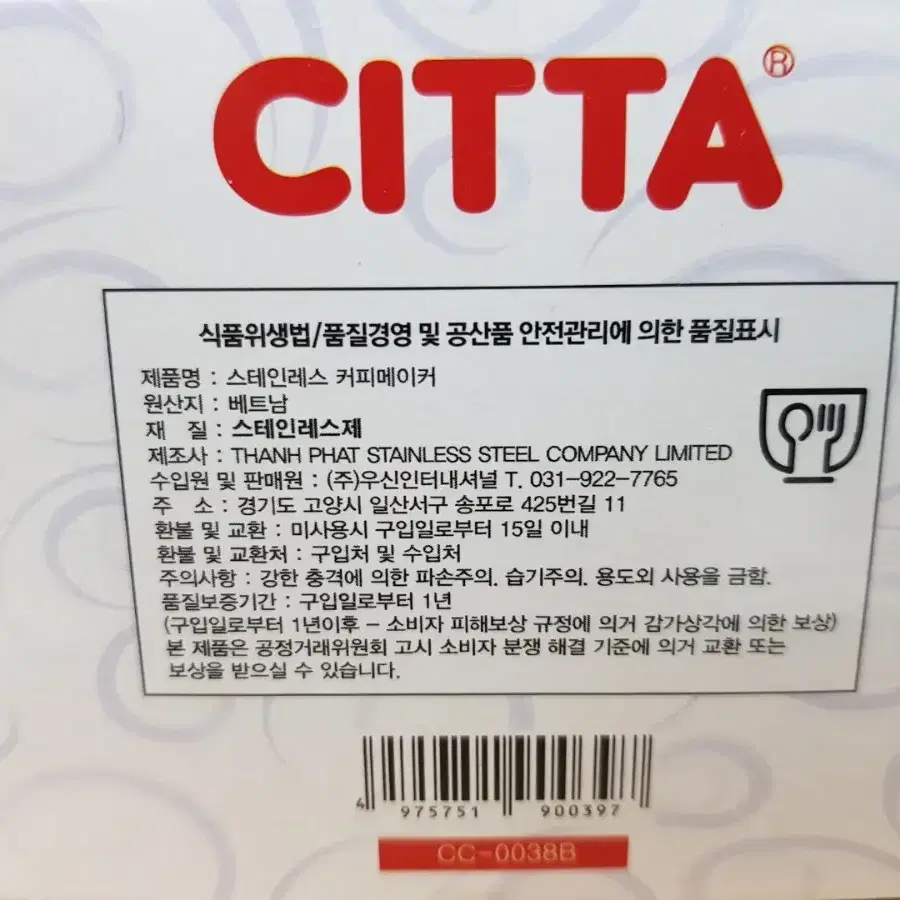 CITTA®
식품위생법/품질경영 및 공산품 안전관리에 의한 품질표시
제품명 : 스테인레스 커피메이커
원산지 : 베트남
재 질 : 스테인레스제
제조사 : THANH PHAT STAINLESS STEEL COMPANY LIMITED
수입원 및 판매원 : (주)우신인터내셔널 T. 031-922-7765
주 소 : 경기도 고양시 일산서구 송포로 425번길 11
환불 및 교환 : 미사용시 구입일로부터 15일 이내
환불 및 교환처 : 구입처 및 수입처
주의사항 : 강한 충격에 의한 파손주의. 습기주의. 용도외 사용을 금함.
품질보증기간 : 구입일로부터 1년
(구입일로부터 1년이후 - 소비자 피해보상 규정에 의거 감가상각에 의한 보상)
본 제품은 공정거래위원회 고시 소비자 분쟁 해결 기준에 의거 교환 또는
보상을 받으실 수 있습니다.
4 975751 900397
CC-0038B